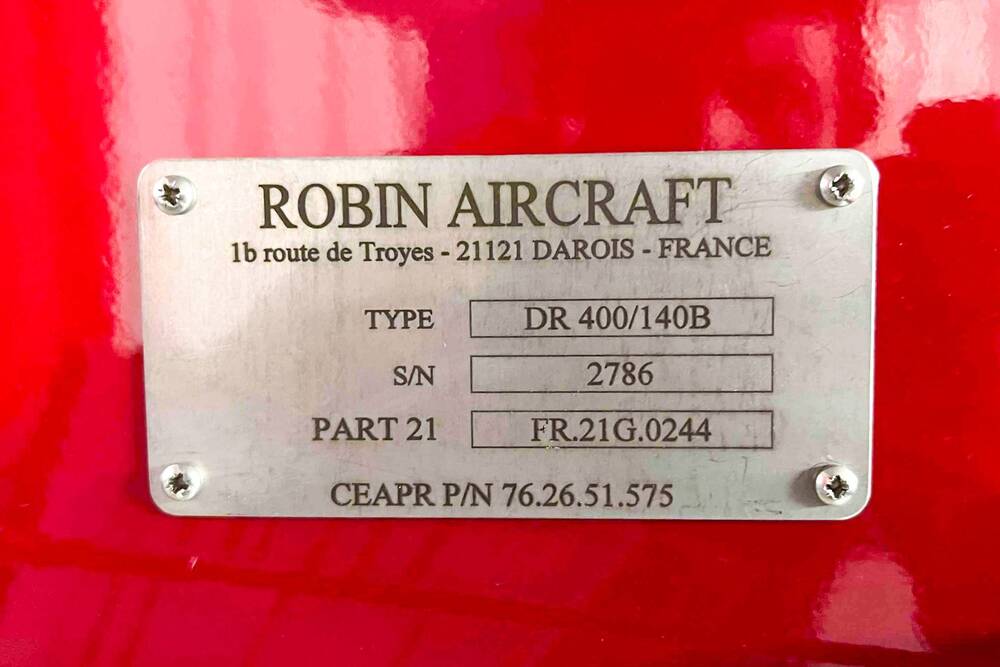 ROBIN AIRCRAFT
1b route de Troyes - 21121 DAROIS - FRANCE
TYPE DR 400/140B
S/N 2786
PART 21 FR.21G.0244
CEAPR P/N 76.26.51.575